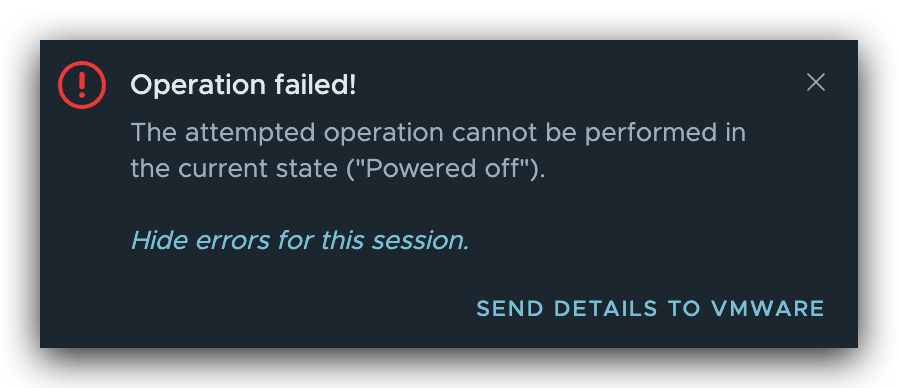 Operation failed!
The attempted operation cannot be performed in
the current state ("Powered off").
Hide errors for this session.
SEND DETAILS TO VMWARE